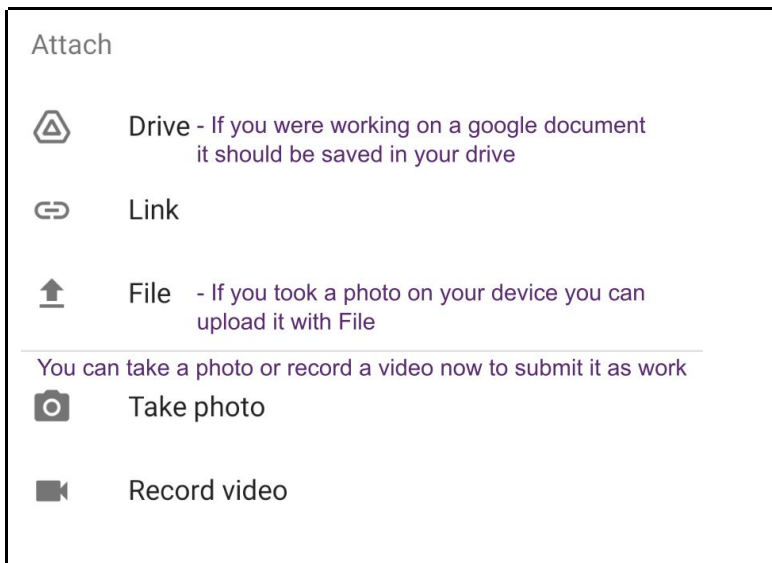 Attach
Drive - If you were working on a google document
it should be saved in your drive
Link
File - If you took a photo on your device you can
upload it with File
You can take a photo or record a video now to submit it as work
Take photo
Record video